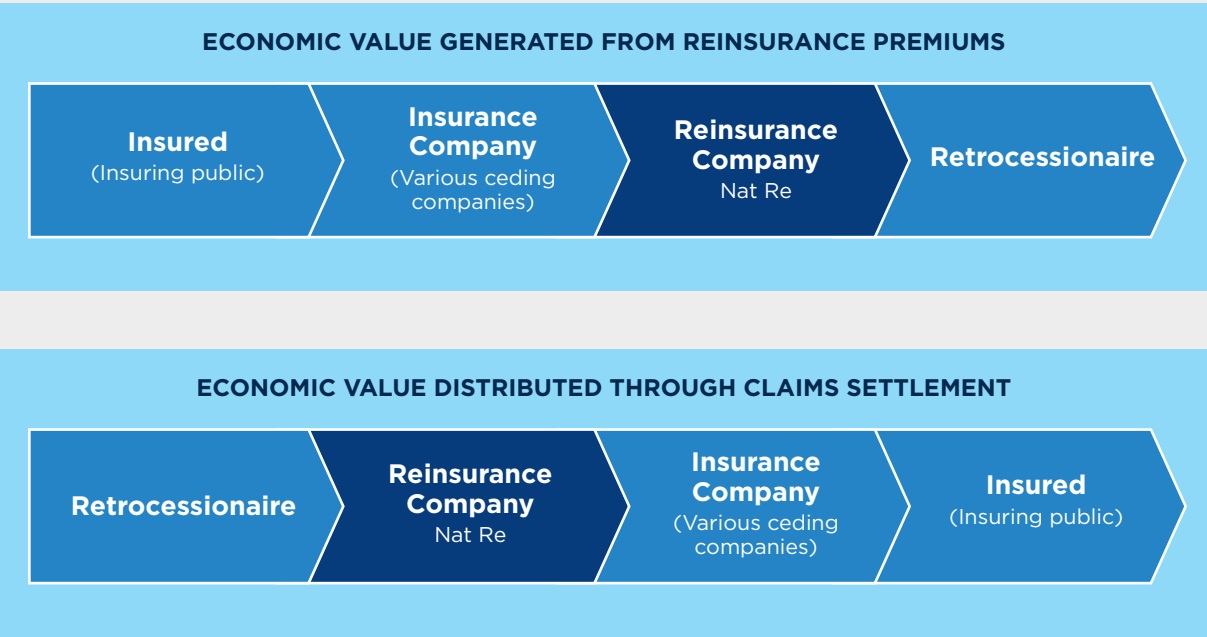 ECONOMIC VALUE GENERATED FROM REINSURANCE PREMIUMS
Insured
(Insuring public)
Insurance
Company
(Various ceding
companies)
Reinsurance
Company
Nat Re
Retrocessionaire
ECONOMIC VALUE DISTRIBUTED THROUGH CLAIMS SETTLEMENT
Retrocessionaire
Reinsurance
Company
Nat Re
Insurance
Company
(Various ceding
companies)
Insured
(Insuring public)